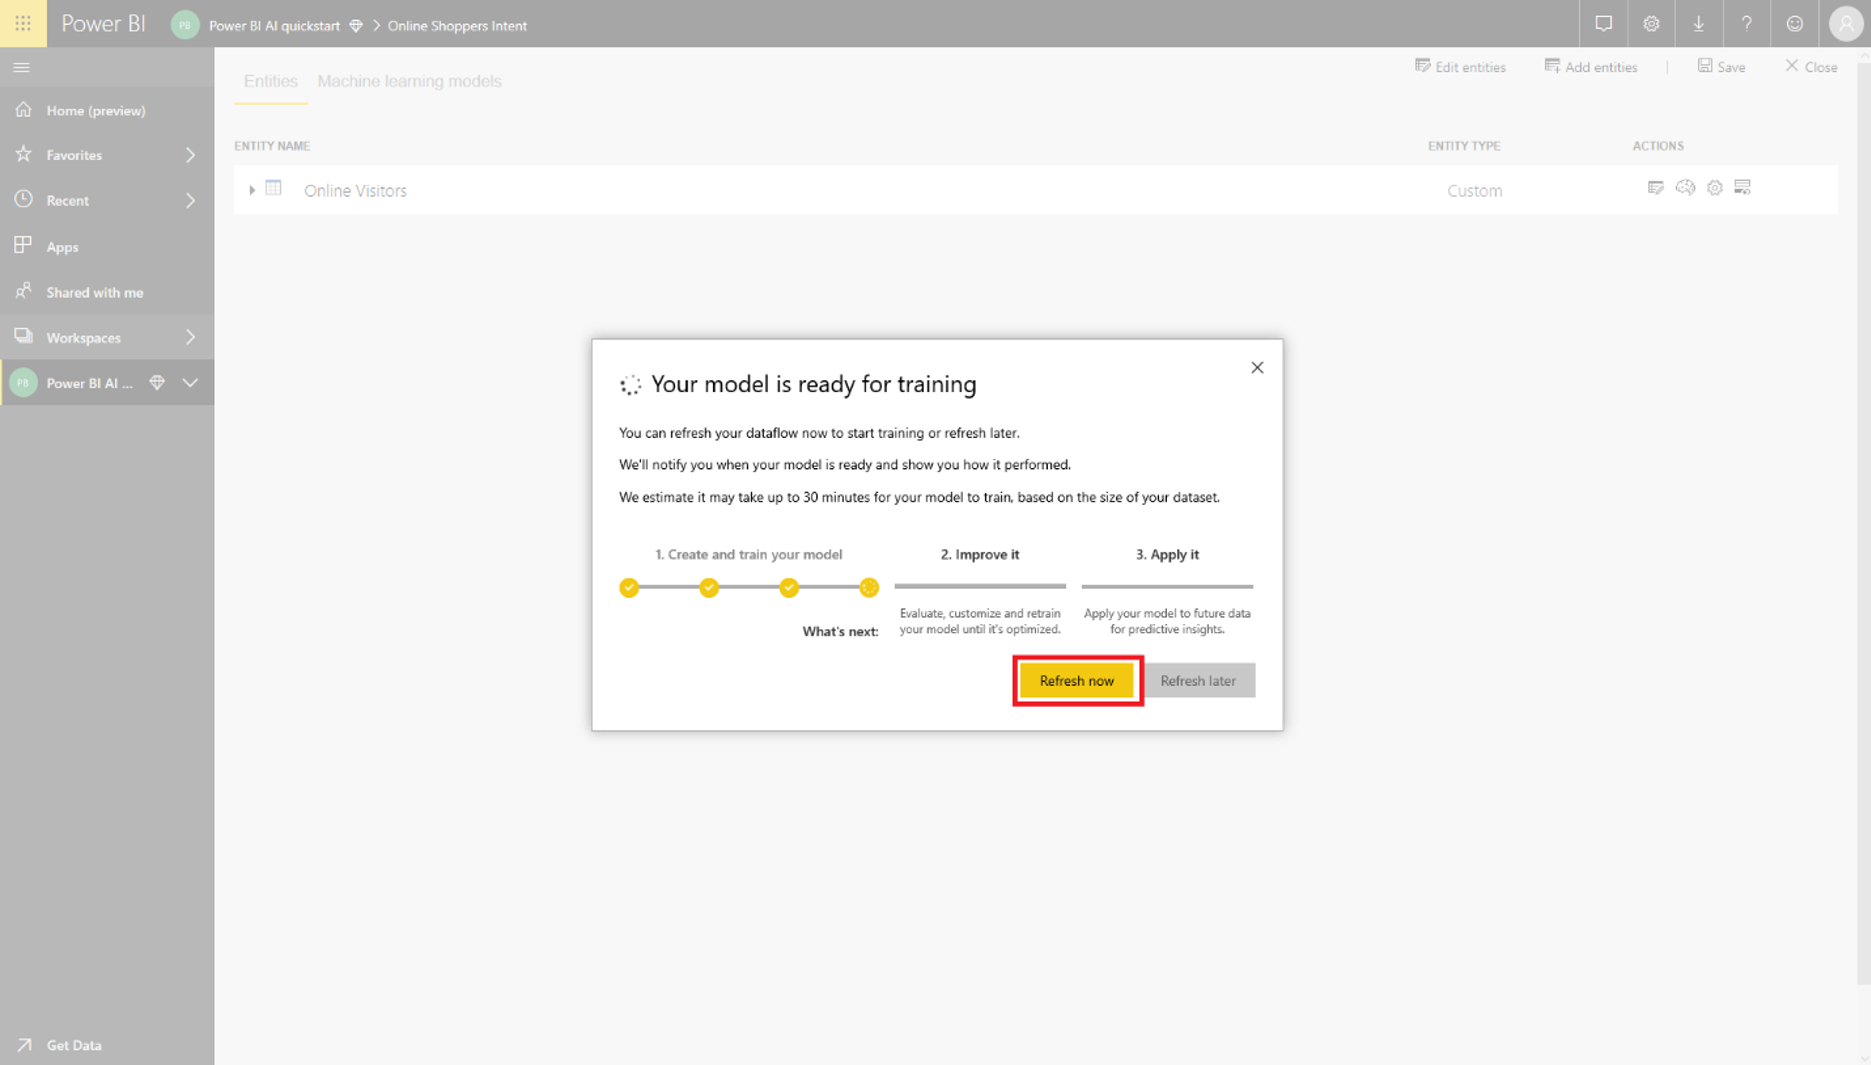 Power BI
PB
Power BI AI quickstart
Online Shoppers Intent
?
Entities
Machine learning models
Edit entities
Add entities
|
Save
Close
Home (preview)
Favorites
Recent
Apps
Shared with me
Workspaces
PB
Power BI AI ...
Get Data
ENTITY NAME
ENTITY TYPE
ACTIONS
Online Visitors
Custom
Your model is ready for training
You can refresh your dataflow now to start training or refresh later.
We'll notify you when your model is ready and show you how it performed.
We estimate it may take up to 30 minutes for your model to train, based on the size of your dataset.
1. Create and train your model
2. Improve it
3. Apply it
What's next:
Evaluate, customize and retrain
your model until it's optimized.
Apply your model to future data
for predictive insights.
Refresh now
Refresh later